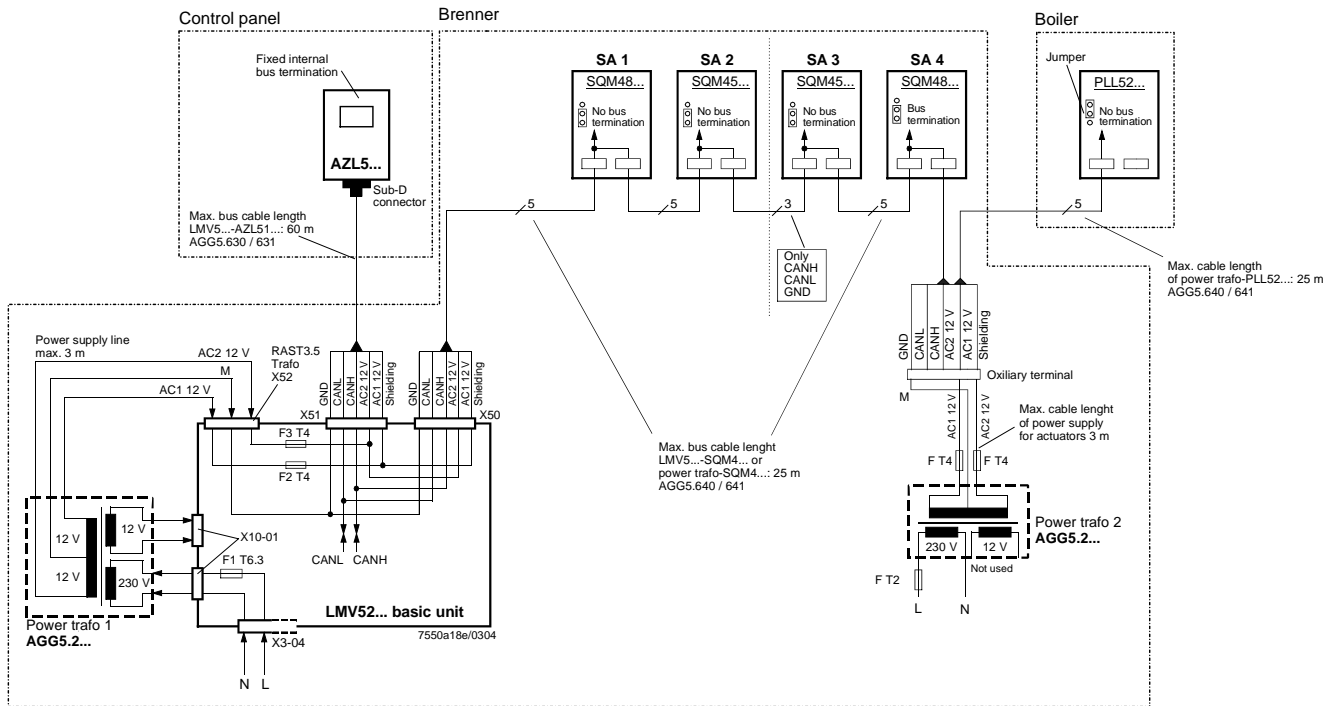 Control panel
Brenner
Boiler
Fixed internal
bus termination
AZL5...
Sub-D
connector
Max. bus cable length
LMV5...-AZL51...: 60 m
AGG5.630 / 631
SA 1
SQM48...
No bus
termination
SA 2
SQM45...
No bus
termination
SA 3
SQM45...
No bus
termination
SA 4
SQM48...
Bus
termination
Jumper
PLL52...
No bus
termination
5
5
3
5
5
Only
CANH
CANL
GND
Max. cable length
of power trafo-PLL52...: 25 m
AGG5.640 / 641
Power supply line
max. 3 m
AC2 12 V
M
AC1 12 V
RAST3.5
Trafo
X52
GND
CANL
CANH
AC2 12 V
AC1 12 V
Shielding
GND
CANL
CANH
AC2 12 V
AC1 12 V
Shielding
X51
X50
F3 T4
F2 T4
CANL
CANH
X10-01
F1 T6.3
12 V
12 V
12 V
230 V
Power trafo 1
AGG5.2...
LMV52... basic unit
7550a18e/0304
X3-04
N
L
Max. bus cable lenght
LMV5...-SQM4... or
power trafo-SQM4...: 25 m
AGG5.640 / 641
GND
CANL
CANH
AC2 12 V
AC1 12 V
Shielding
Oxiliary terminal
M
AC1 12 V
AC2 12 V
Max. cable lenght
of power supply
for actuators 3 m
F T4
F T4
230 V
12 V
Power trafo 2
AGG5.2...
Not used
F T2
L
N